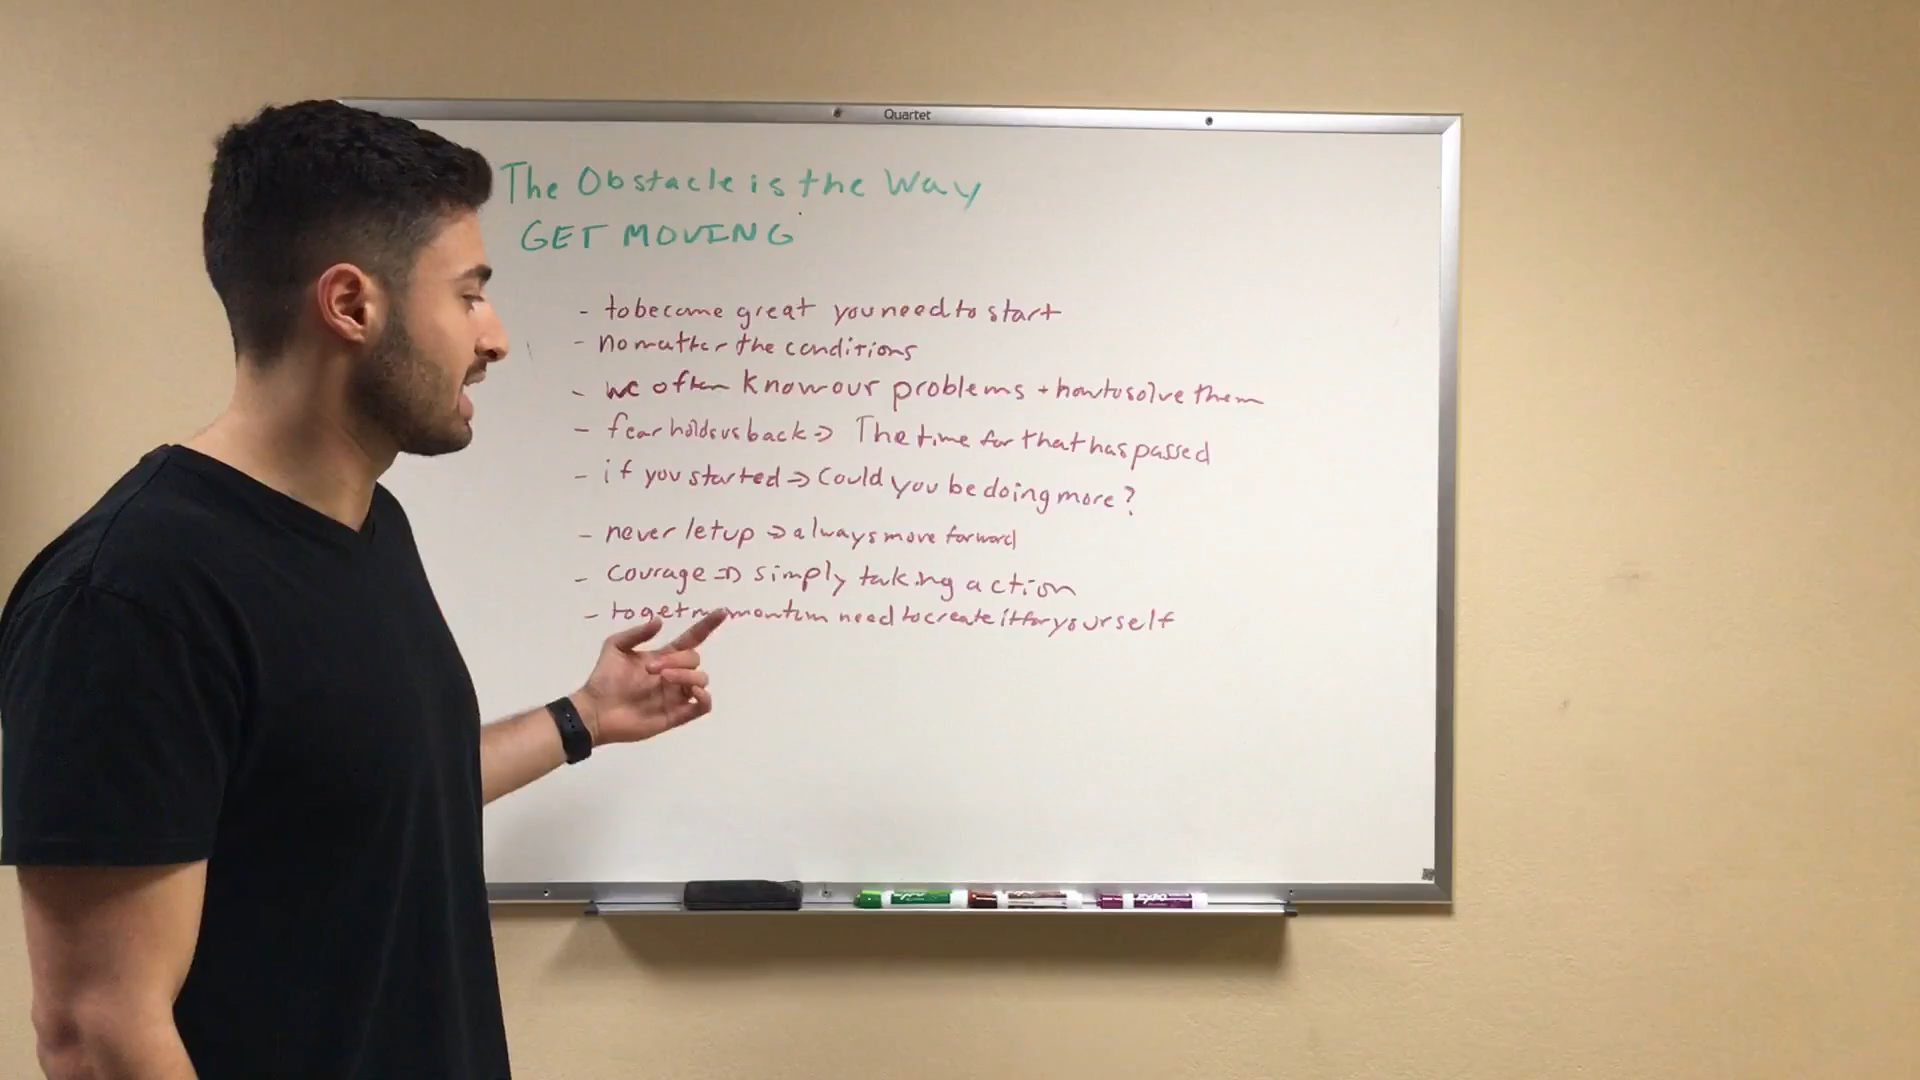 Quartet
The Obstacle is the Way
GET MOVING
- to become great you need to start
- no matter the conditions
- we often know our problems + how to solve them
- fear holds us back => The time for that has passed
- if you started => Could you be doing more?
- never let up => always move forward
- Courage => simply taking action
- to get momentum need to create it for yourself